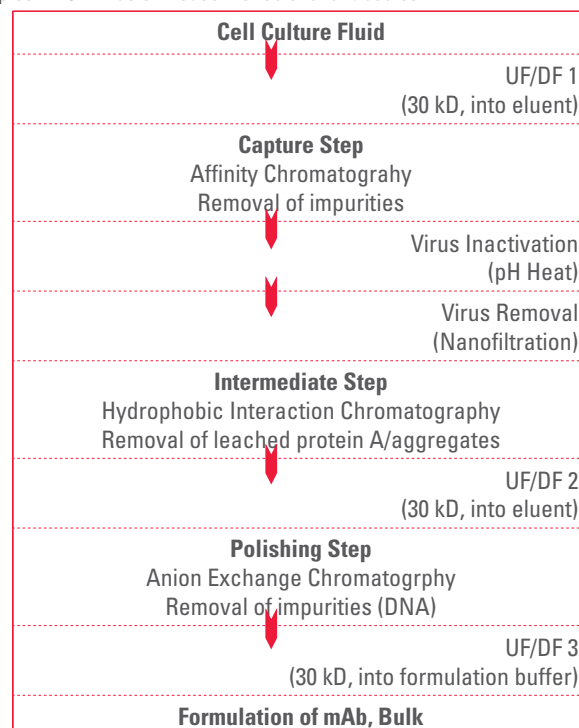 Cell Culture Fluid
UF/DF 1
(30 kD, into eluent)
Capture Step
Affinity Chromatograhy
Removal of impurities
Virus Inactivation
(pH Heat)
Virus Removal
(Nanofiltration)
Intermediate Step
Hydrophobic Interaction Chromatography
Removal of leached protein A/aggregates
UF/DF 2
(30 kD, into eluent)
Polishing Step
Anion Exchange Chromatogrphy
Removal of impurities (DNA)
UF/DF 3
(30 kD, into formulation buffer)
Formulation of mAb, Bulk